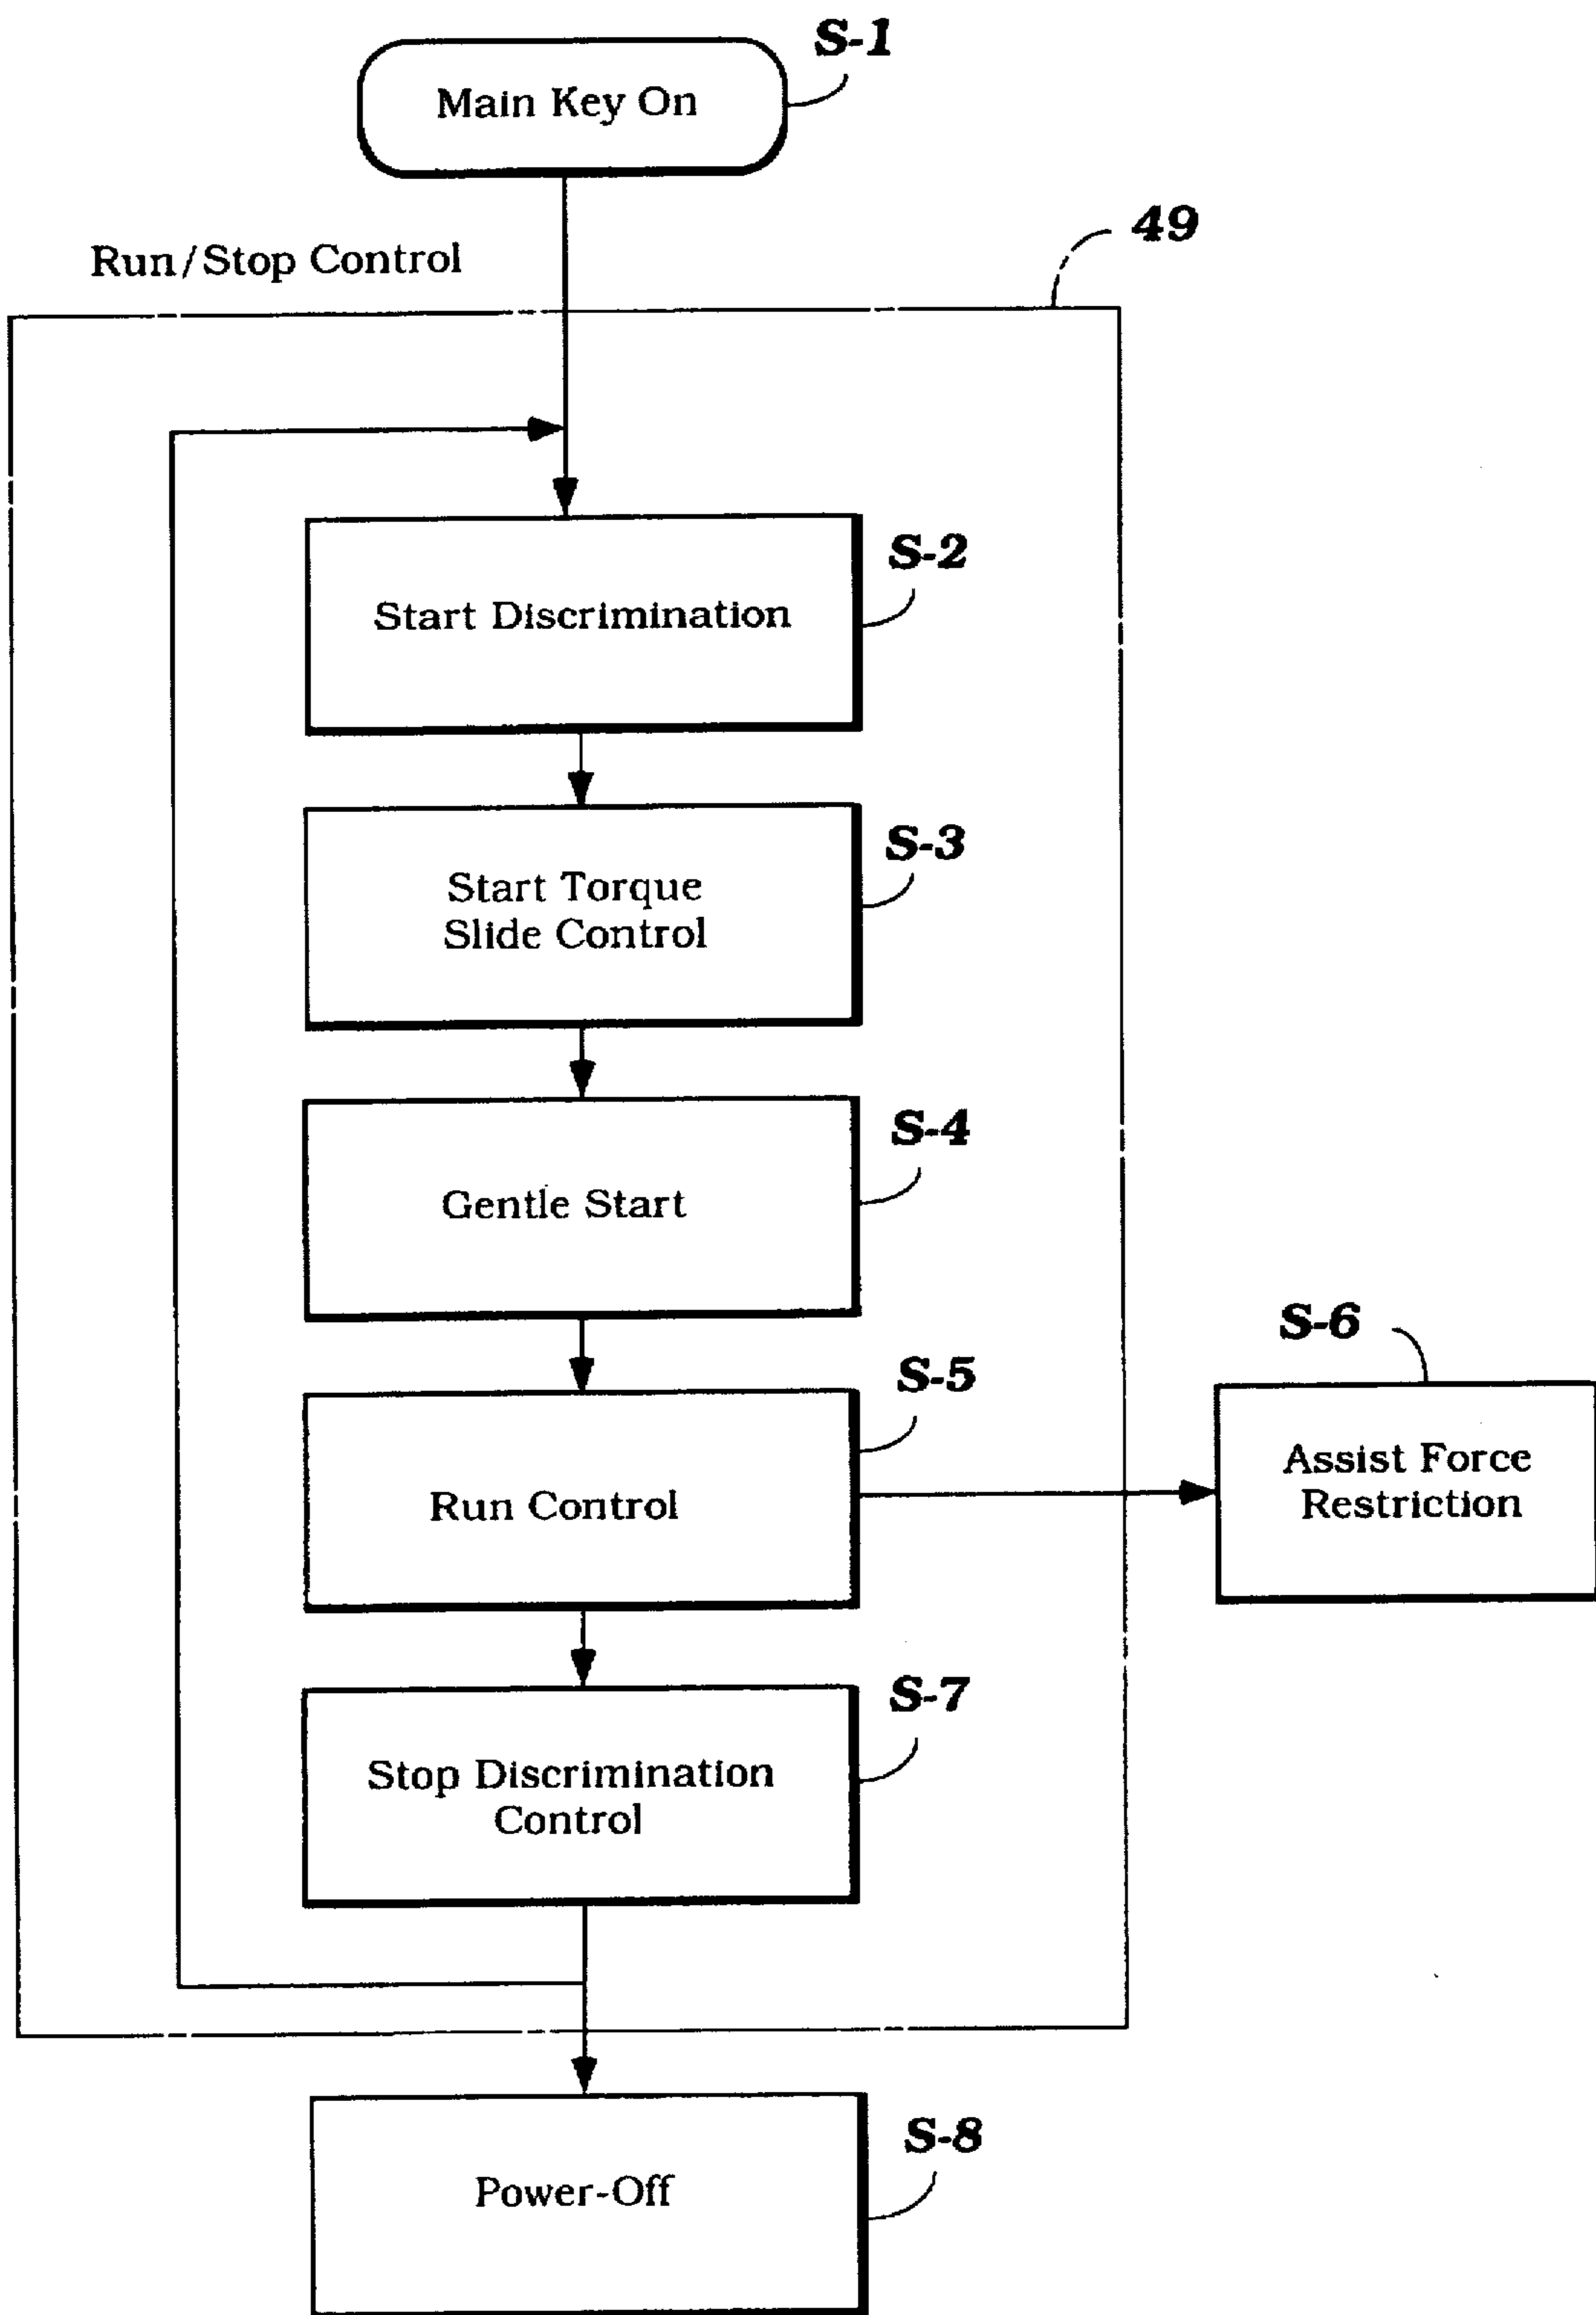 S-1
Main Key On
49
Run/Stop Control
S-2
Start Discrimination
S-3
Start Torque
Slide Control
S-4
Gentle Start
S-5
Run Control
S-6
Assist Force
Restriction
S-7
Stop Discrimination
Control
S-8
Power-Off